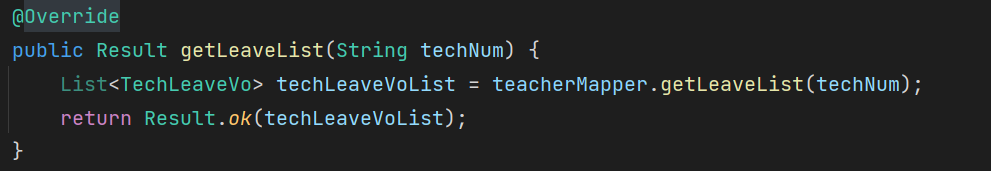 @Override
public Result getLeaveList(String techNum) {
    List<TechLeaveVo> techLeaveVoList = teacherMapper.getLeaveList(techNum);
    return Result.ok(techLeaveVoList);
}